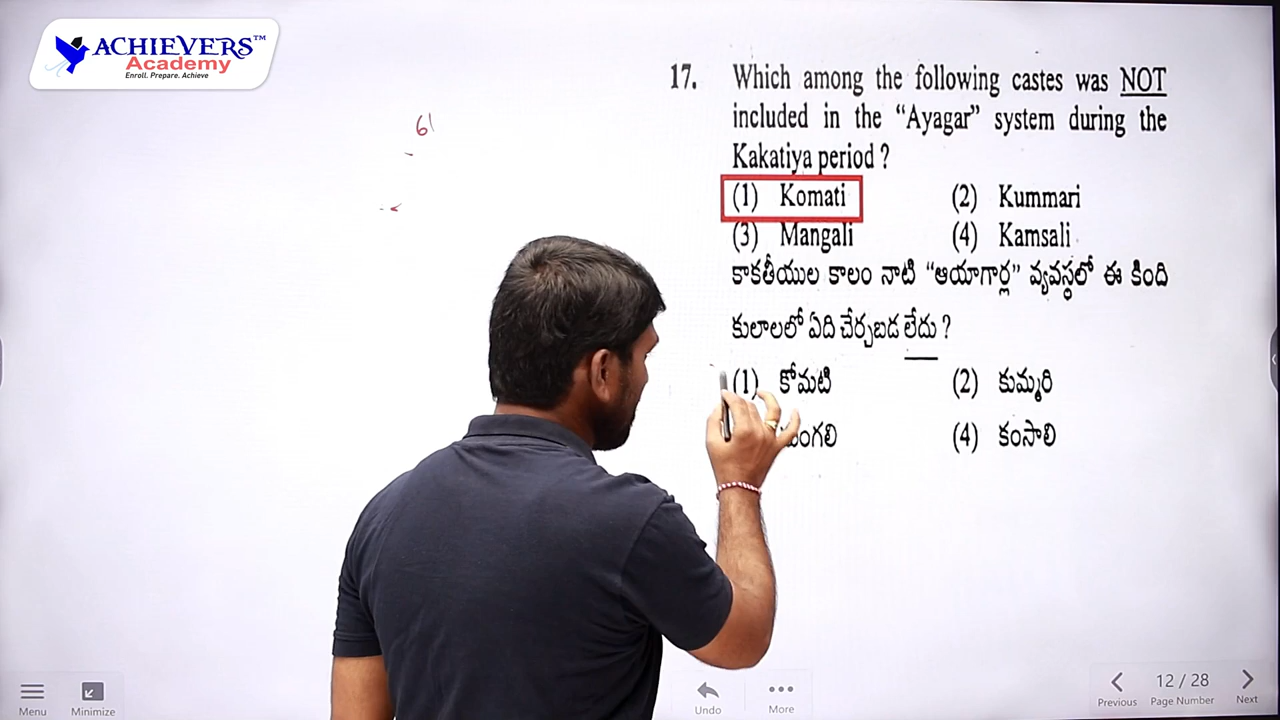 ACHIEVERS™
Academy
Enroll. Prepare. Achieve
61
17. Which among the following castes was NOT
included in the “Ayagar” system during the
Kakatiya period ?
(1) Komati (2) Kummari
(3) Mangali (4) Kamsali
కాకతీయుల కాలం నాటి “ఆయాగార్ల” వ్యవస్థలో ఈ కింది
కులాలలో ఏది చేర్చబడ లేదు ?
(1) కోమటి (2) కుమ్మరి
(4) కంసాలి
Menu Minimize Undo More
12 / 28
Previous Page Number Next